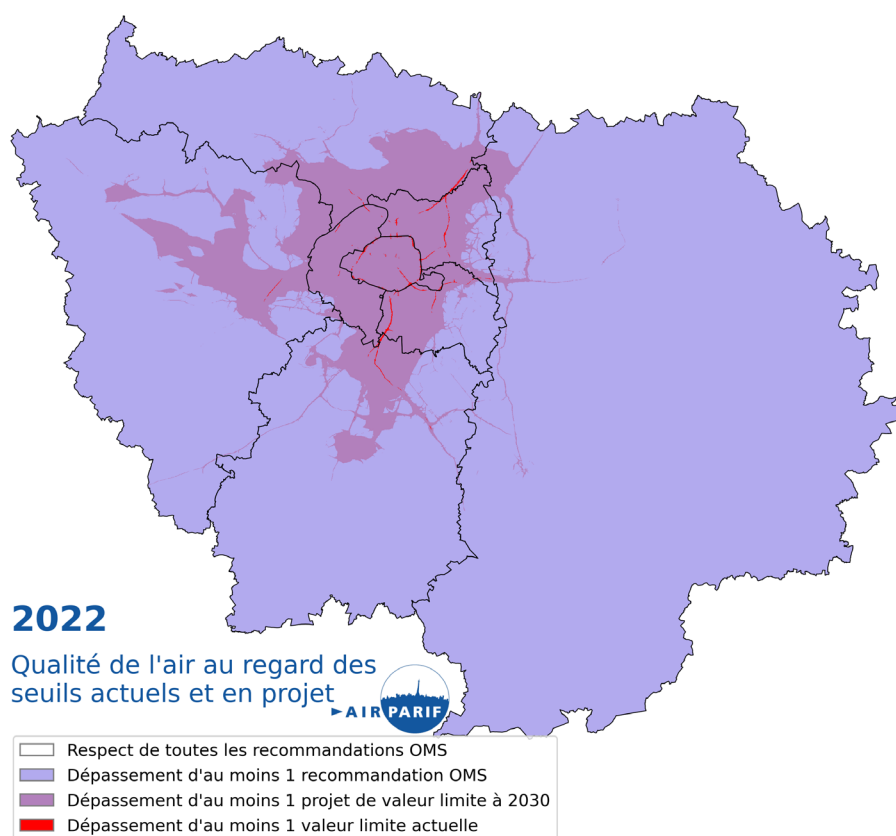 2022
Qualité de l'air au regard des
seuils actuels et en projet
AIRPARIF
Respect de toutes les recommandations OMS
Dépassement d'au moins 1 recommandation OMS
Dépassement d'au moins 1 projet de valeur limite à 2030
Dépassement d'au moins 1 valeur limite actuelle